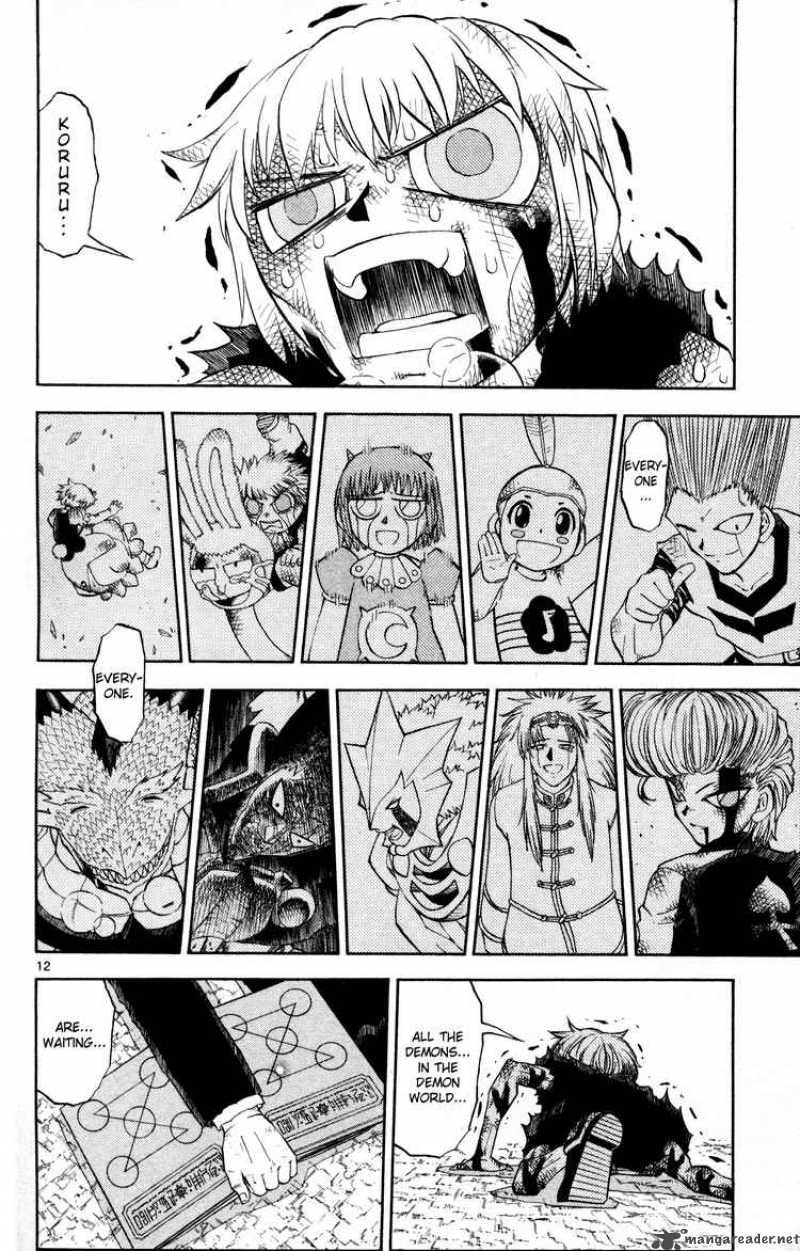 KORURU...
EVERY-
ONE
...
EVERY-
ONE.
12
ALL THE
DEMONS...
IN THE
DEMON
WORLD...
ARE...
WAITING...
mangareader.net